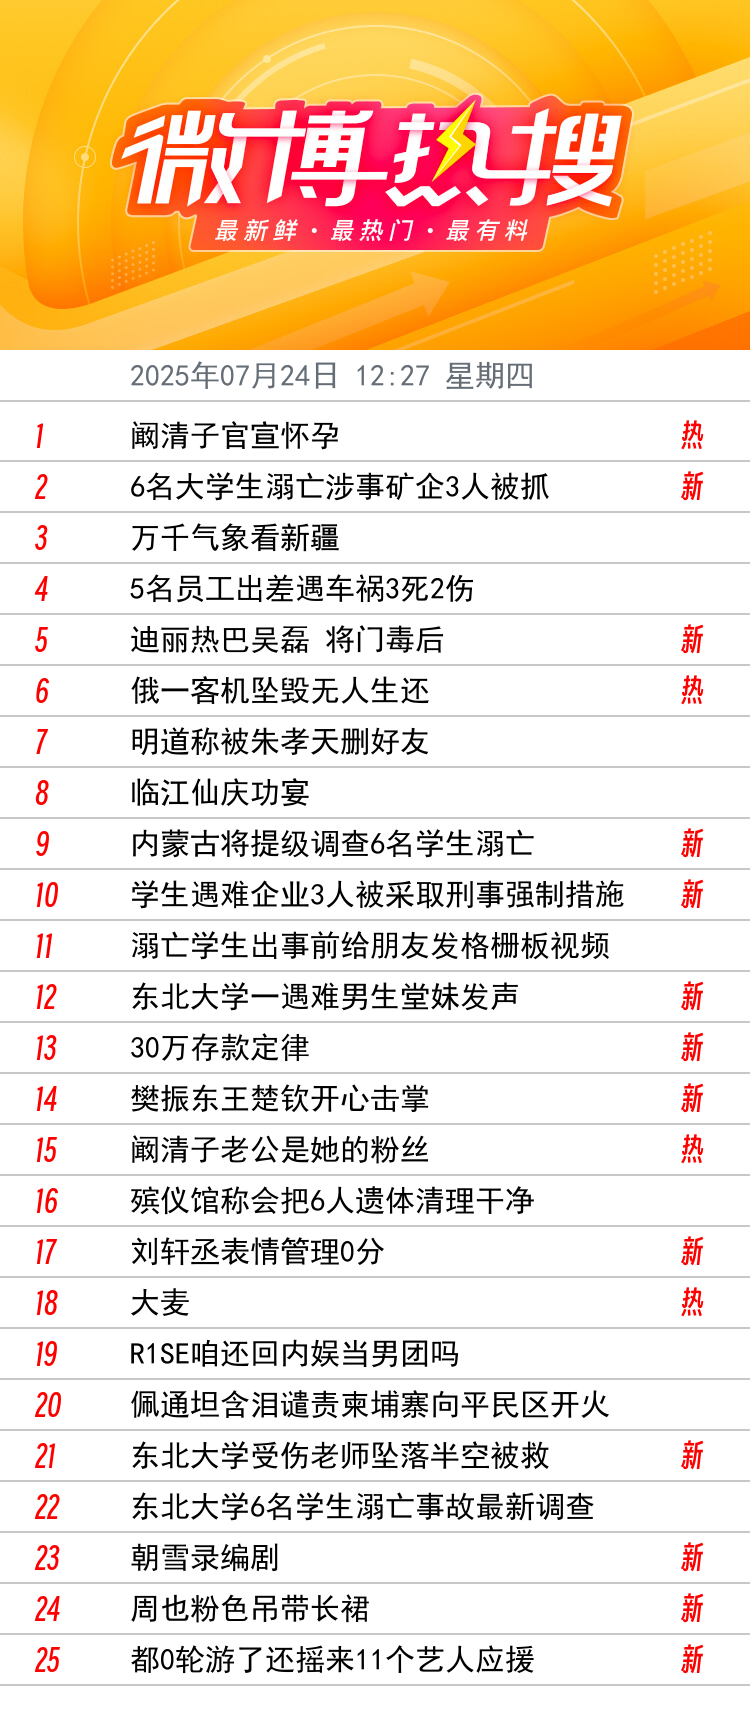 微博热搜
最新鲜·最热门·最有料
2025年07月24日 12:27 星期四
1 阚清子官宣怀孕 热
2 6名大学生溺亡涉事矿企3人被抓 新
3 万千气象看新疆
4 5名员工出差遇车祸3死2伤
5 迪丽热巴吴磊 将门毒后 新
6 俄一客机坠毁无人生还 热
7 明道称被朱孝天删好友
8 临江仙庆功宴
9 内蒙古将提级调查6名学生溺亡 新
10 学生遇难企业3人被采取刑事强制措施 新
11 溺亡学生出事前给朋友发格栅板视频
12 东北大学一遇难男生堂妹发声 新
13 30万存款定律 新
14 樊振东王楚钦开心击掌 新
15 阚清子老公是她的粉丝 热
16 殡仪馆称会把6人遗体清理干净
17 刘轩丞表情管理0分 新
18 大麦 热
19 R1SE咱还回内娱当男团吗
20 佩通坦含泪谴责柬埔寨向平民区开火
21 东北大学受伤老师坠落半空被救 新
22 东北大学6名学生溺亡事故最新调查
23 朝雪录编剧 新
24 周也粉色吊带长裙 新
25 都0轮游了还摇来11个艺人应援 新